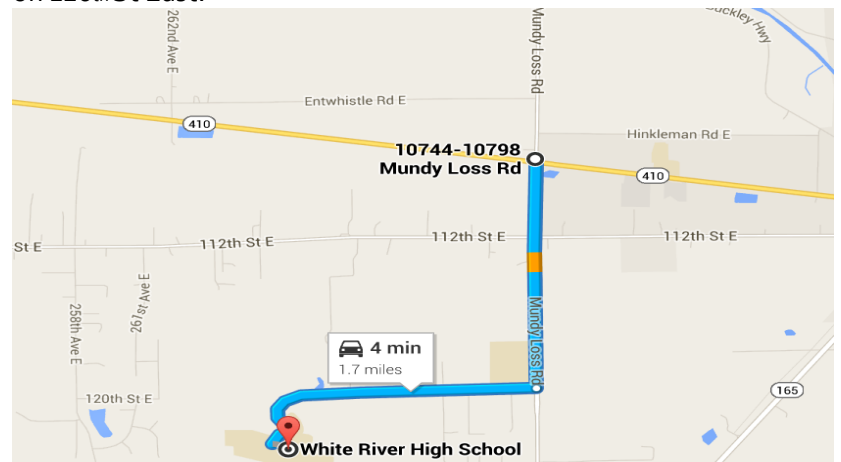 262nd Ave E
Mundy Loss Rd
Buckley Hwy
Entwhistle Rd E
410
Hinkleman Rd E
10744-10798
Mundy Loss Rd
410
St E
112th St E
112th St E
112th St E
258th Ave E
261st Ave E
Mundy Loss Rd
4 min
1.7 miles
120th St E
165
White River High School